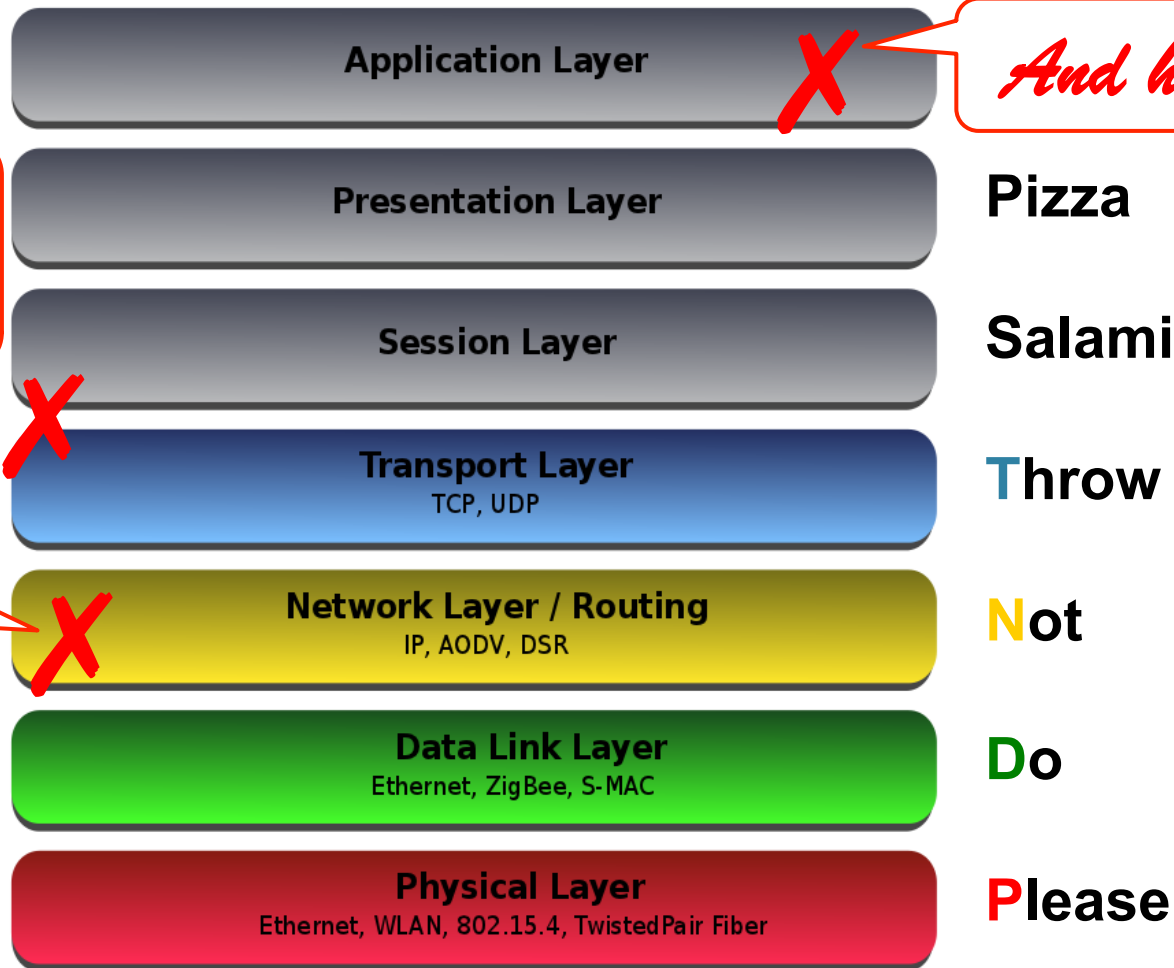 Application Layer
And
Presentation Layer
Pizza
Session Layer
Salami
Transport Layer
TCP, UDP
Throw
Network Layer / Routing
IP, AODV, DSR
Not
Data Link Layer
Ethernet, ZigBee, S-MAC
Do
Physical Layer
Ethernet, WLAN, 802.15.4, TwistedPair Fiber
Please